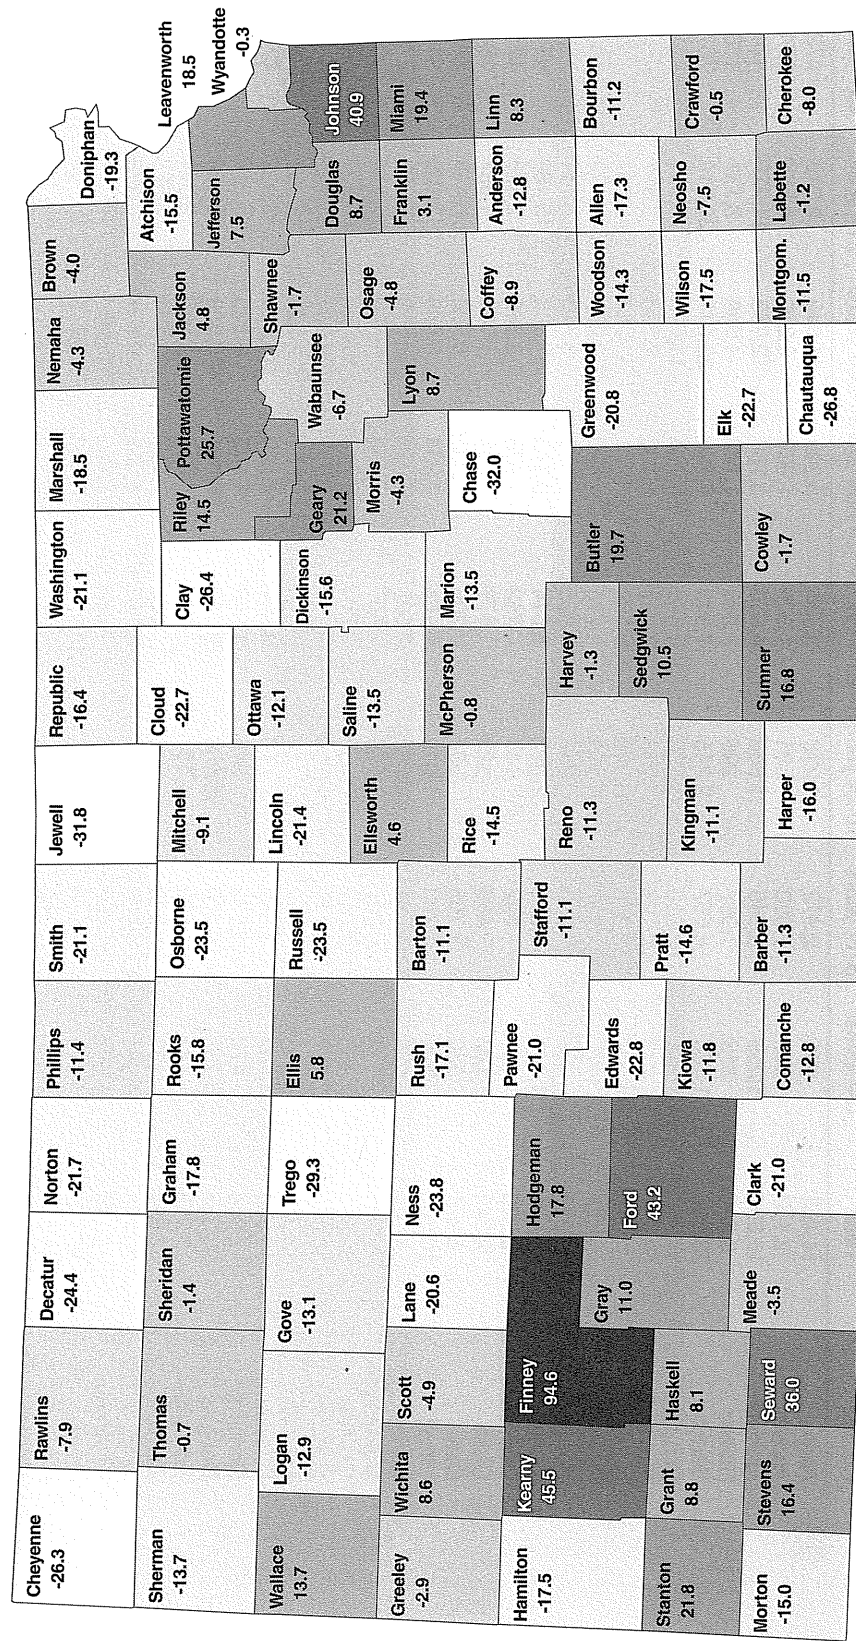 Cheyenne
-26.3
Rawlins
-7.9
Decatur
-24.4
Norton
-21.7
Phillips
-11.4
Smith
-21.1
Jewell
-31.8
Republic
-16.4
Washington
-21.1
Marshall
-18.5
Nemaha
-4.3
Brown
-4.0
Doniphan
-19.3
Sherman
-13.7
Thomas
-0.7
Sheridan
-1.4
Graham
-17.8
Rooks
-15.8
Osborne
-23.5
Mitchell
-9.1
Cloud
-22.7
Clay
-26.4
Riley
14.5
Pottawatomie
25.7
Jackson
4.8
Atchison
-15.5
Jefferson
7.5
Leavenworth
18.5
Wyandotte
-0.3
Wallace
13.7
Logan
-12.9
Gove
-13.1
Trego
-29.3
Ellis
5.8
Russell
-23.5
Lincoln
-21.4
Ottawa
-12.1
Saline
-13.5
Dickinson
-15.6
Geary
21.2
Morris
-4.3
Wabaunsee
-6.7
Shawnee
-1.7
Osage
-4.8
Douglas
8.7
Johnson
40.9
Greeley
-2.9
Wichita
8.6
Scott
-4.9
Lane
-20.6
Ness
-23.8
Rush
-17.1
Barton
-11.1
Ellsworth
4.6
Rice
-14.5
McPherson
-0.8
Marion
-13.5
Chase
-32.0
Lyon
8.7
Coffey
-8.9
Franklin
3.1
Anderson
-12.8
Miami
19.4
Linn
8.3
Hamilton
-17.5
Kearny
45.5
Finney
94.6
Gray
11.0
Hodgeman
17.8
Ford
43.2
Pawnee
-21.0
Edwards
-22.8
Kiowa
-11.8
Stafford
-11.1
Pratt
-14.6
Reno
-11.3
Kingman
-11.1
Harvey
-1.3
Sedgwick
10.5
Butler
19.7
Greenwood
-20.8
Woodson
-14.3
Wilson
-17.5
Allen
-17.3
Neosho
-7.5
Bourbon
-11.2
Crawford
-0.5
Stanton
21.8
Grant
8.8
Haskell
8.1
Morton
-15.0
Stevens
16.4
Seward
36.0
Meade
-3.5
Clark
-21.0
Comanche
-12.8
Barber
-11.3
Harper
-16.0
Sumner
16.8
Cowley
-1.7
Elk
-22.7
Chautauqua
-26.8
Montgom.
-11.5
Labette
-1.2
Cherokee
-8.0